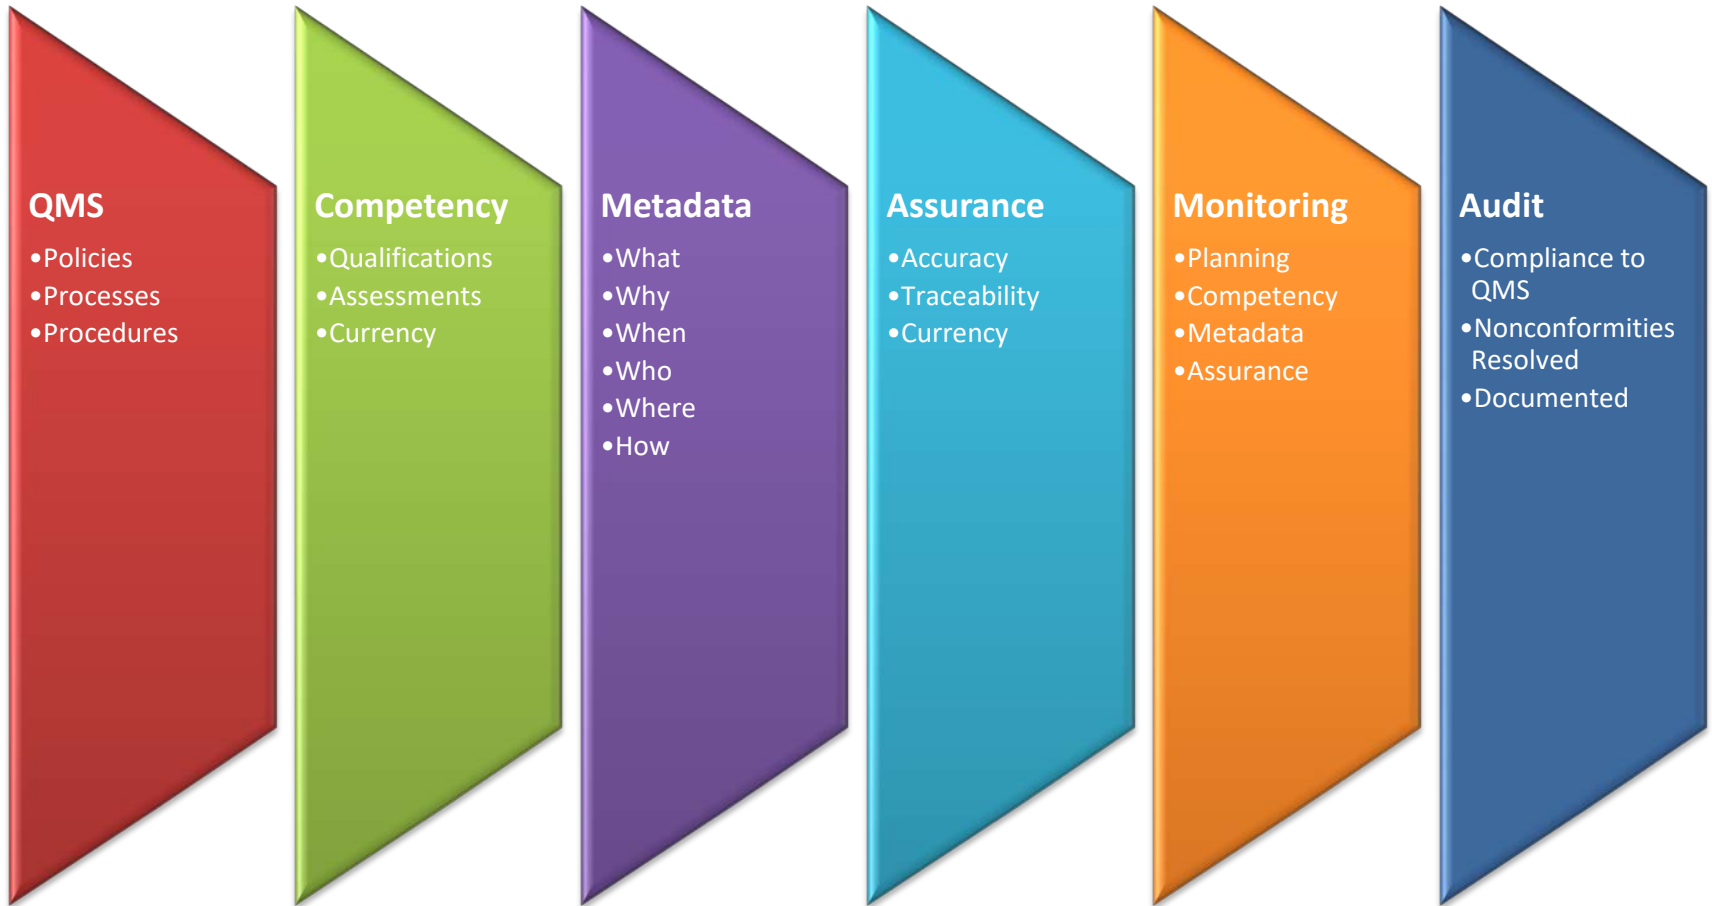 QMS
•Policies
•Processes
•Procedures
Competency
•Qualifications
•Assessments
•Currency
Metadata
•What
•Why
•When
•Who
•Where
•How
Assurance
•Accuracy
•Traceability
•Currency
Monitoring
•Planning
•Competency
•Metadata
•Assurance
Audit
•Compliance to
QMS
•Nonconformities
Resolved
•Documented